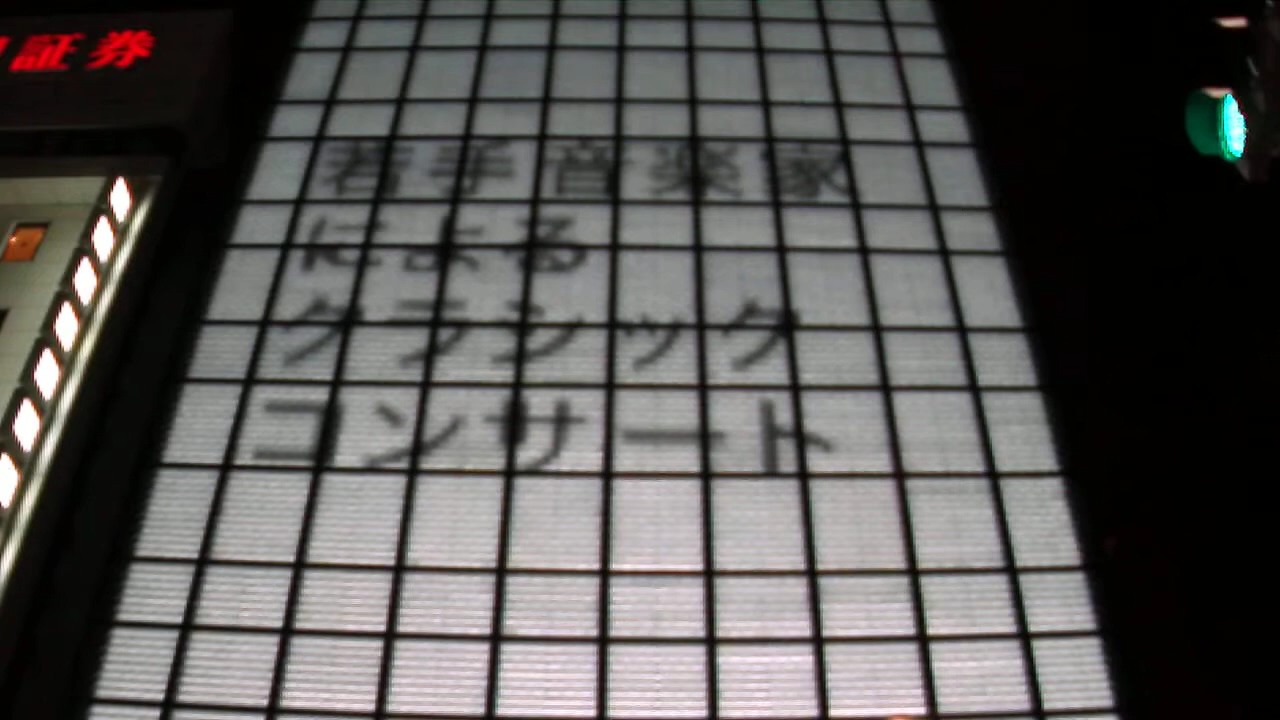 証券
若手音楽家
による
クラシック
コンサート